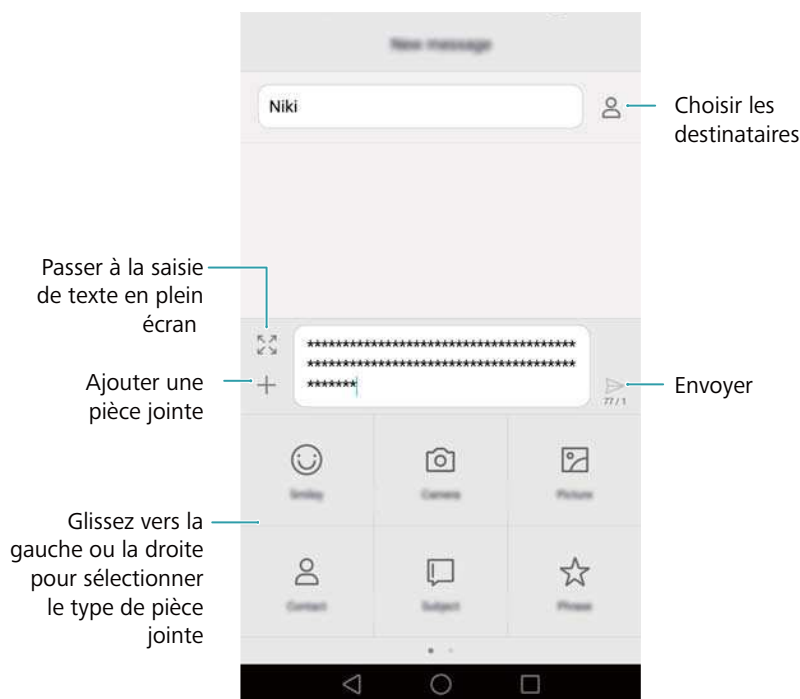 New message
Niki
Choisir les
destinataires
Passer à la saisie
de texte en plein
écran
**************************************
**************************************
*******
Ajouter une
pièce jointe
Envoyer
77 / 1
Smiley
Camera
Picture
Glissez vers la
gauche ou la droite
pour sélectionner
le type de pièce
jointe
Contact
Subject
Phrase